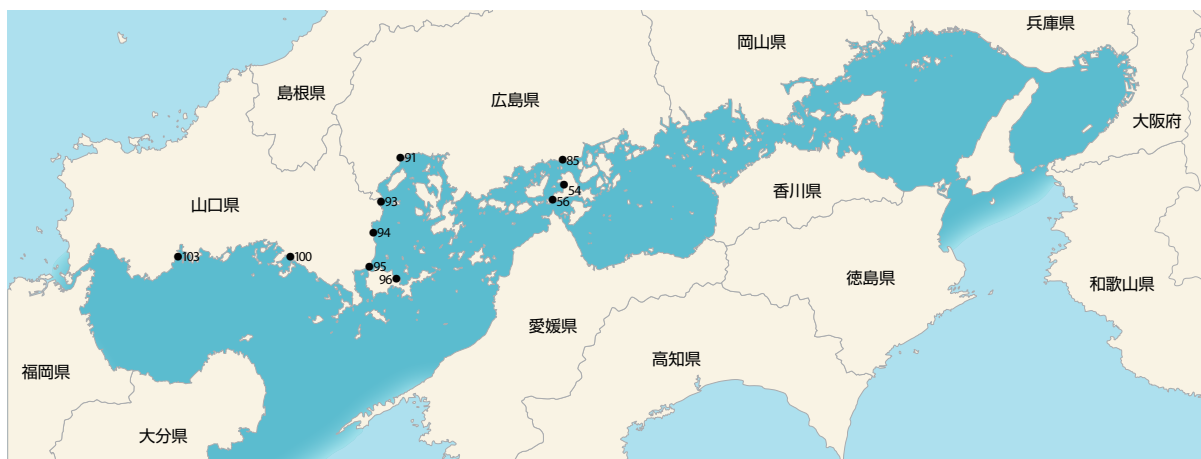 兵庫県
岡山県
島根県
広島県
大阪府
91
85
54
香川県
93
56
山口県
94
103
100
95
96
徳島県
和歌山県
愛媛県
高知県
福岡県
大分県